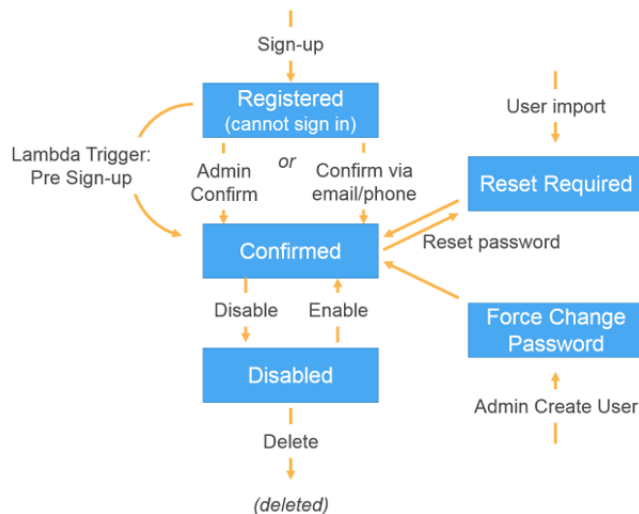 Sign-up
Registered
(cannot sign in)
User import
Lambda Trigger:
Pre Sign-up
or
Admin
Confirm
Confirm via
email/phone
Reset Required
Confirmed
Reset password
Disable
Enable
Force Change
Password
Disabled
Admin Create User
Delete
(deleted)